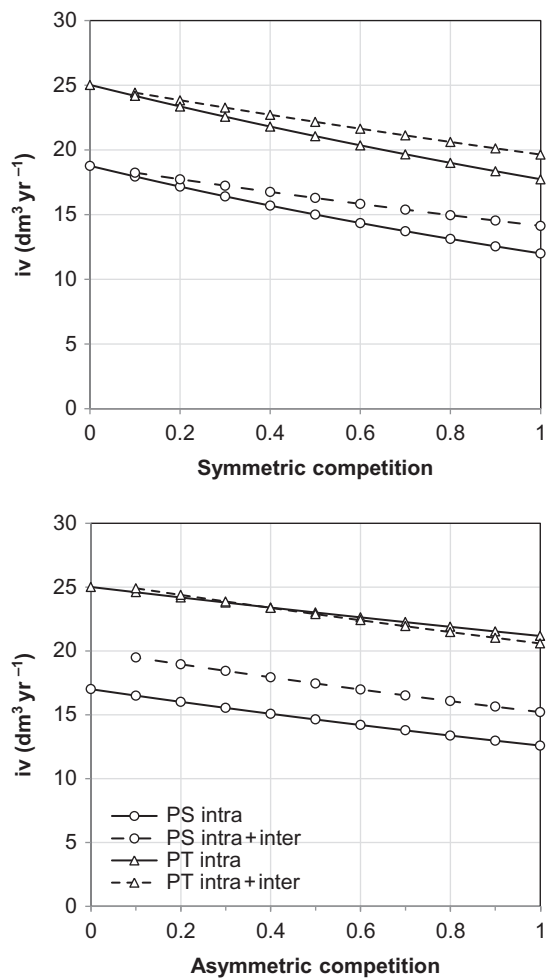 30
25
20
15
10
5
0
iv (dm³ yr⁻¹)
0 0.2 0.4 0.6 0.8 1
Symmetric competition
30
25
20
15
10
5
0
iv (dm³ yr⁻¹)
PS intra
PS intra+inter
PT intra
PT intra+inter
0 0.2 0.4 0.6 0.8 1
Asymmetric competition